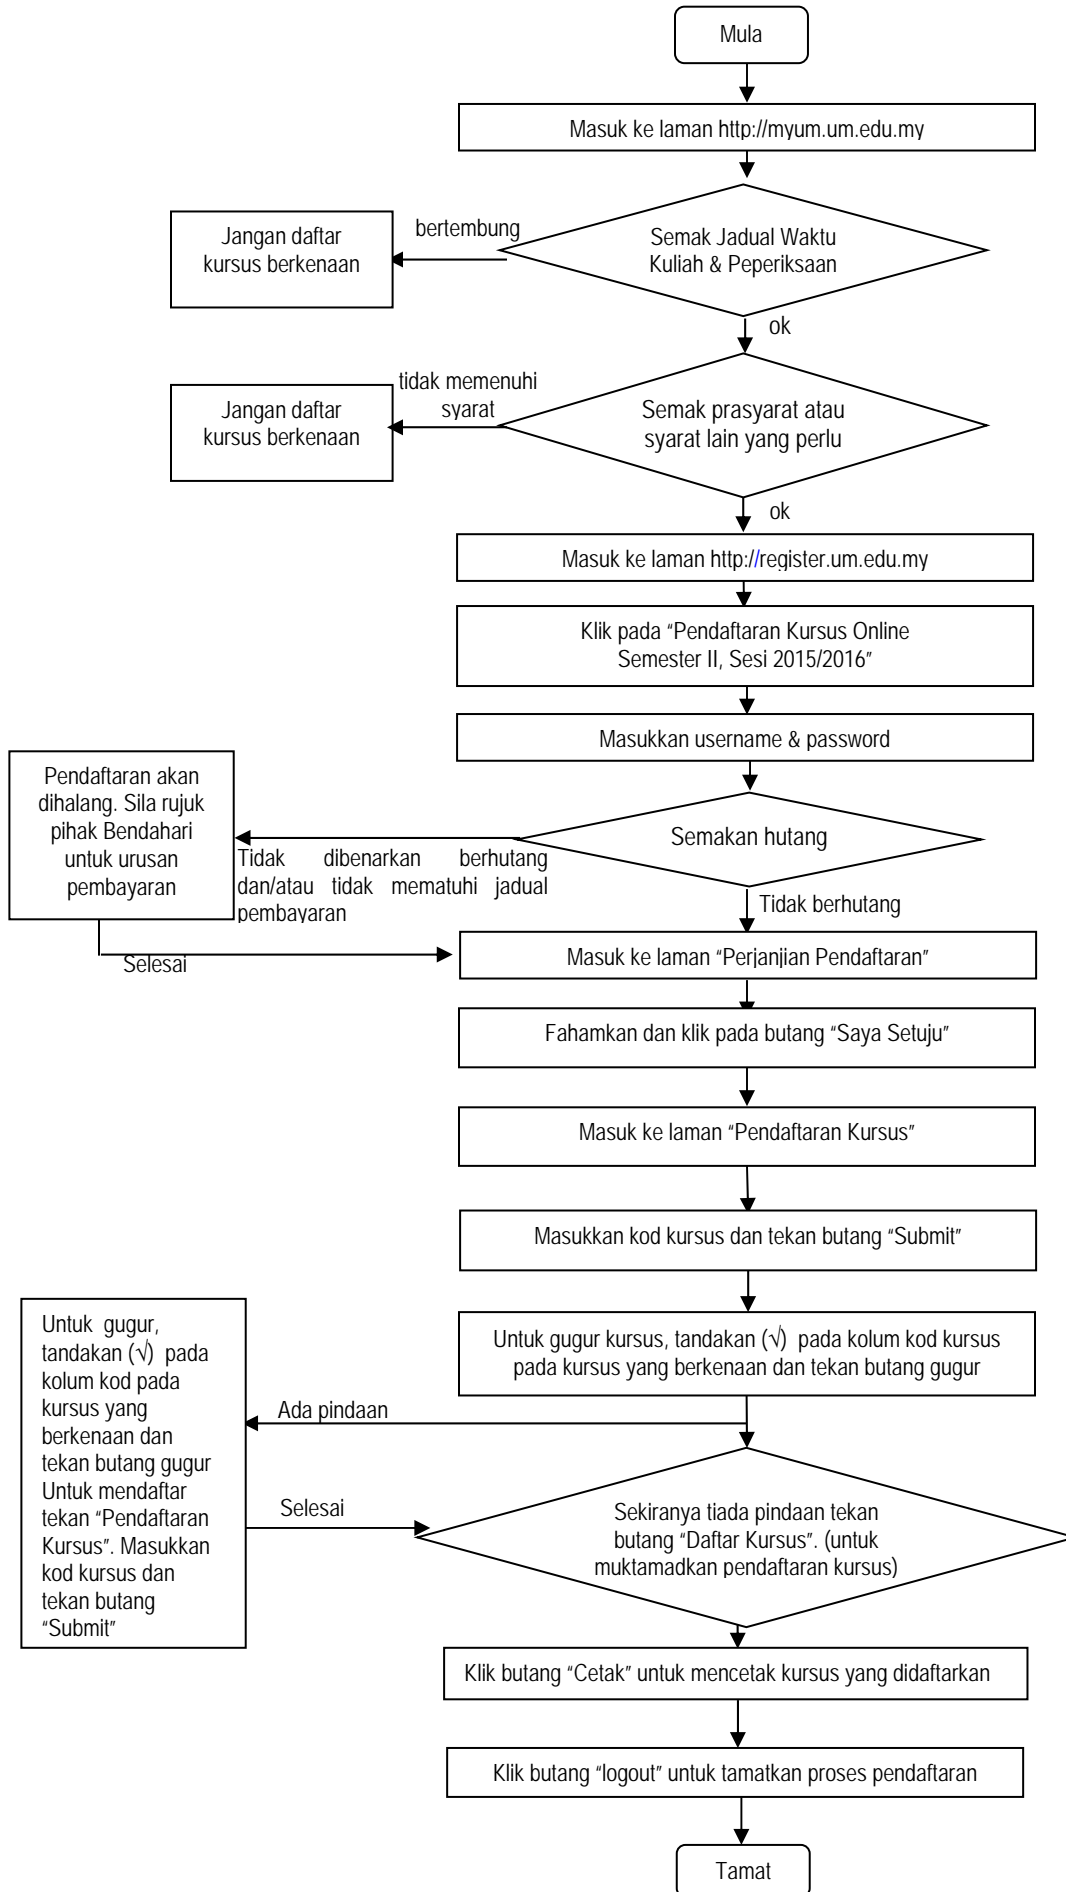 Mula
Masuk ke laman http://myum.um.edu.my
bertembung
Jangan daftar
kursus berkenaan
Semak Jadual Waktu
Kuliah & Peperiksaan
ok
tidak memenuhi
syarat
Jangan daftar
kursus berkenaan
Semak prasyarat atau
syarat lain yang perlu
ok
Masuk ke laman http://register.um.edu.my
Klik pada “Pendaftaran Kursus Online
Semester II, Sesi 2015/2016”
Masukkan username & password
Pendaftaran akan
dihalang. Sila rujuk
pihak Bendahari
untuk urusan
pembayaran
Semakan hutang
Tidak dibenarkan berhutang
dan/atau tidak mematuhi jadual
pembayaran
Tidak berhutang
Selesai
Masuk ke laman “Perjanjian Pendaftaran”
Fahamkan dan klik pada butang “Saya Setuju”
Masuk ke laman “Pendaftaran Kursus”
Masukkan kod kursus dan tekan butang “Submit”
Untuk gugur kursus, tandakan (√) pada kolum kod kursus
pada kursus yang berkenaan dan tekan butang gugur
Untuk gugur,
tandakan (√) pada
kolum kod pada
kursus yang
berkenaan dan
tekan butang gugur
Untuk mendaftar
tekan “Pendaftaran
Kursus”. Masukkan
kod kursus dan
tekan butang
“Submit”
Ada pindaan
Selesai
Sekiranya tiada pindaan tekan
butang “Daftar Kursus”. (untuk
muktamadkan pendaftaran kursus)
Klik butang “Cetak” untuk mencetak kursus yang didaftarkan
Klik butang “logout” untuk tamatkan proses pendaftaran
Tamat